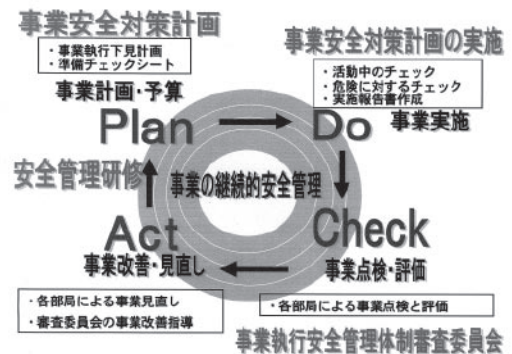 事業安全対策計画
・事業執行下見計画
・準備チェックシート
事業計画・予算
Plan
事業安全対策計画の実施
・活動中のチェック
・危険に対するチェック
・実施報告書作成
Do 事業実施
安全管理研修
事業の継続的安全管理
Act
事業改善・見直し
・各部局による事業見直し
・審査委員会の事業改善指導
Check
事業点検・評価
・各部局による事業点検と評価
事業執行安全管理体制審査委員会